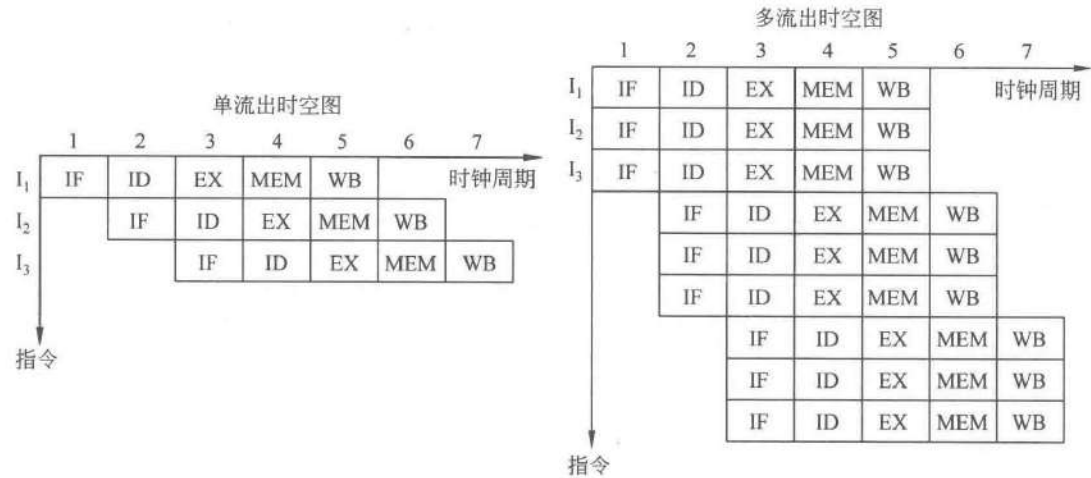 单流出时空图
1 2 3 4 5 6 7
时钟周期
I₁ IF ID EX MEM WB
I₂ IF ID EX MEM WB
I₃ IF ID EX MEM WB
指令
多流出时空图
1 2 3 4 5 6 7
时钟周期
I₁ IF ID EX MEM WB
I₂ IF ID EX MEM WB
I₃ IF ID EX MEM WB
IF ID EX MEM WB
IF ID EX MEM WB
IF ID EX MEM WB
IF ID EX MEM WB
IF ID EX MEM WB
IF ID EX MEM WB
指令